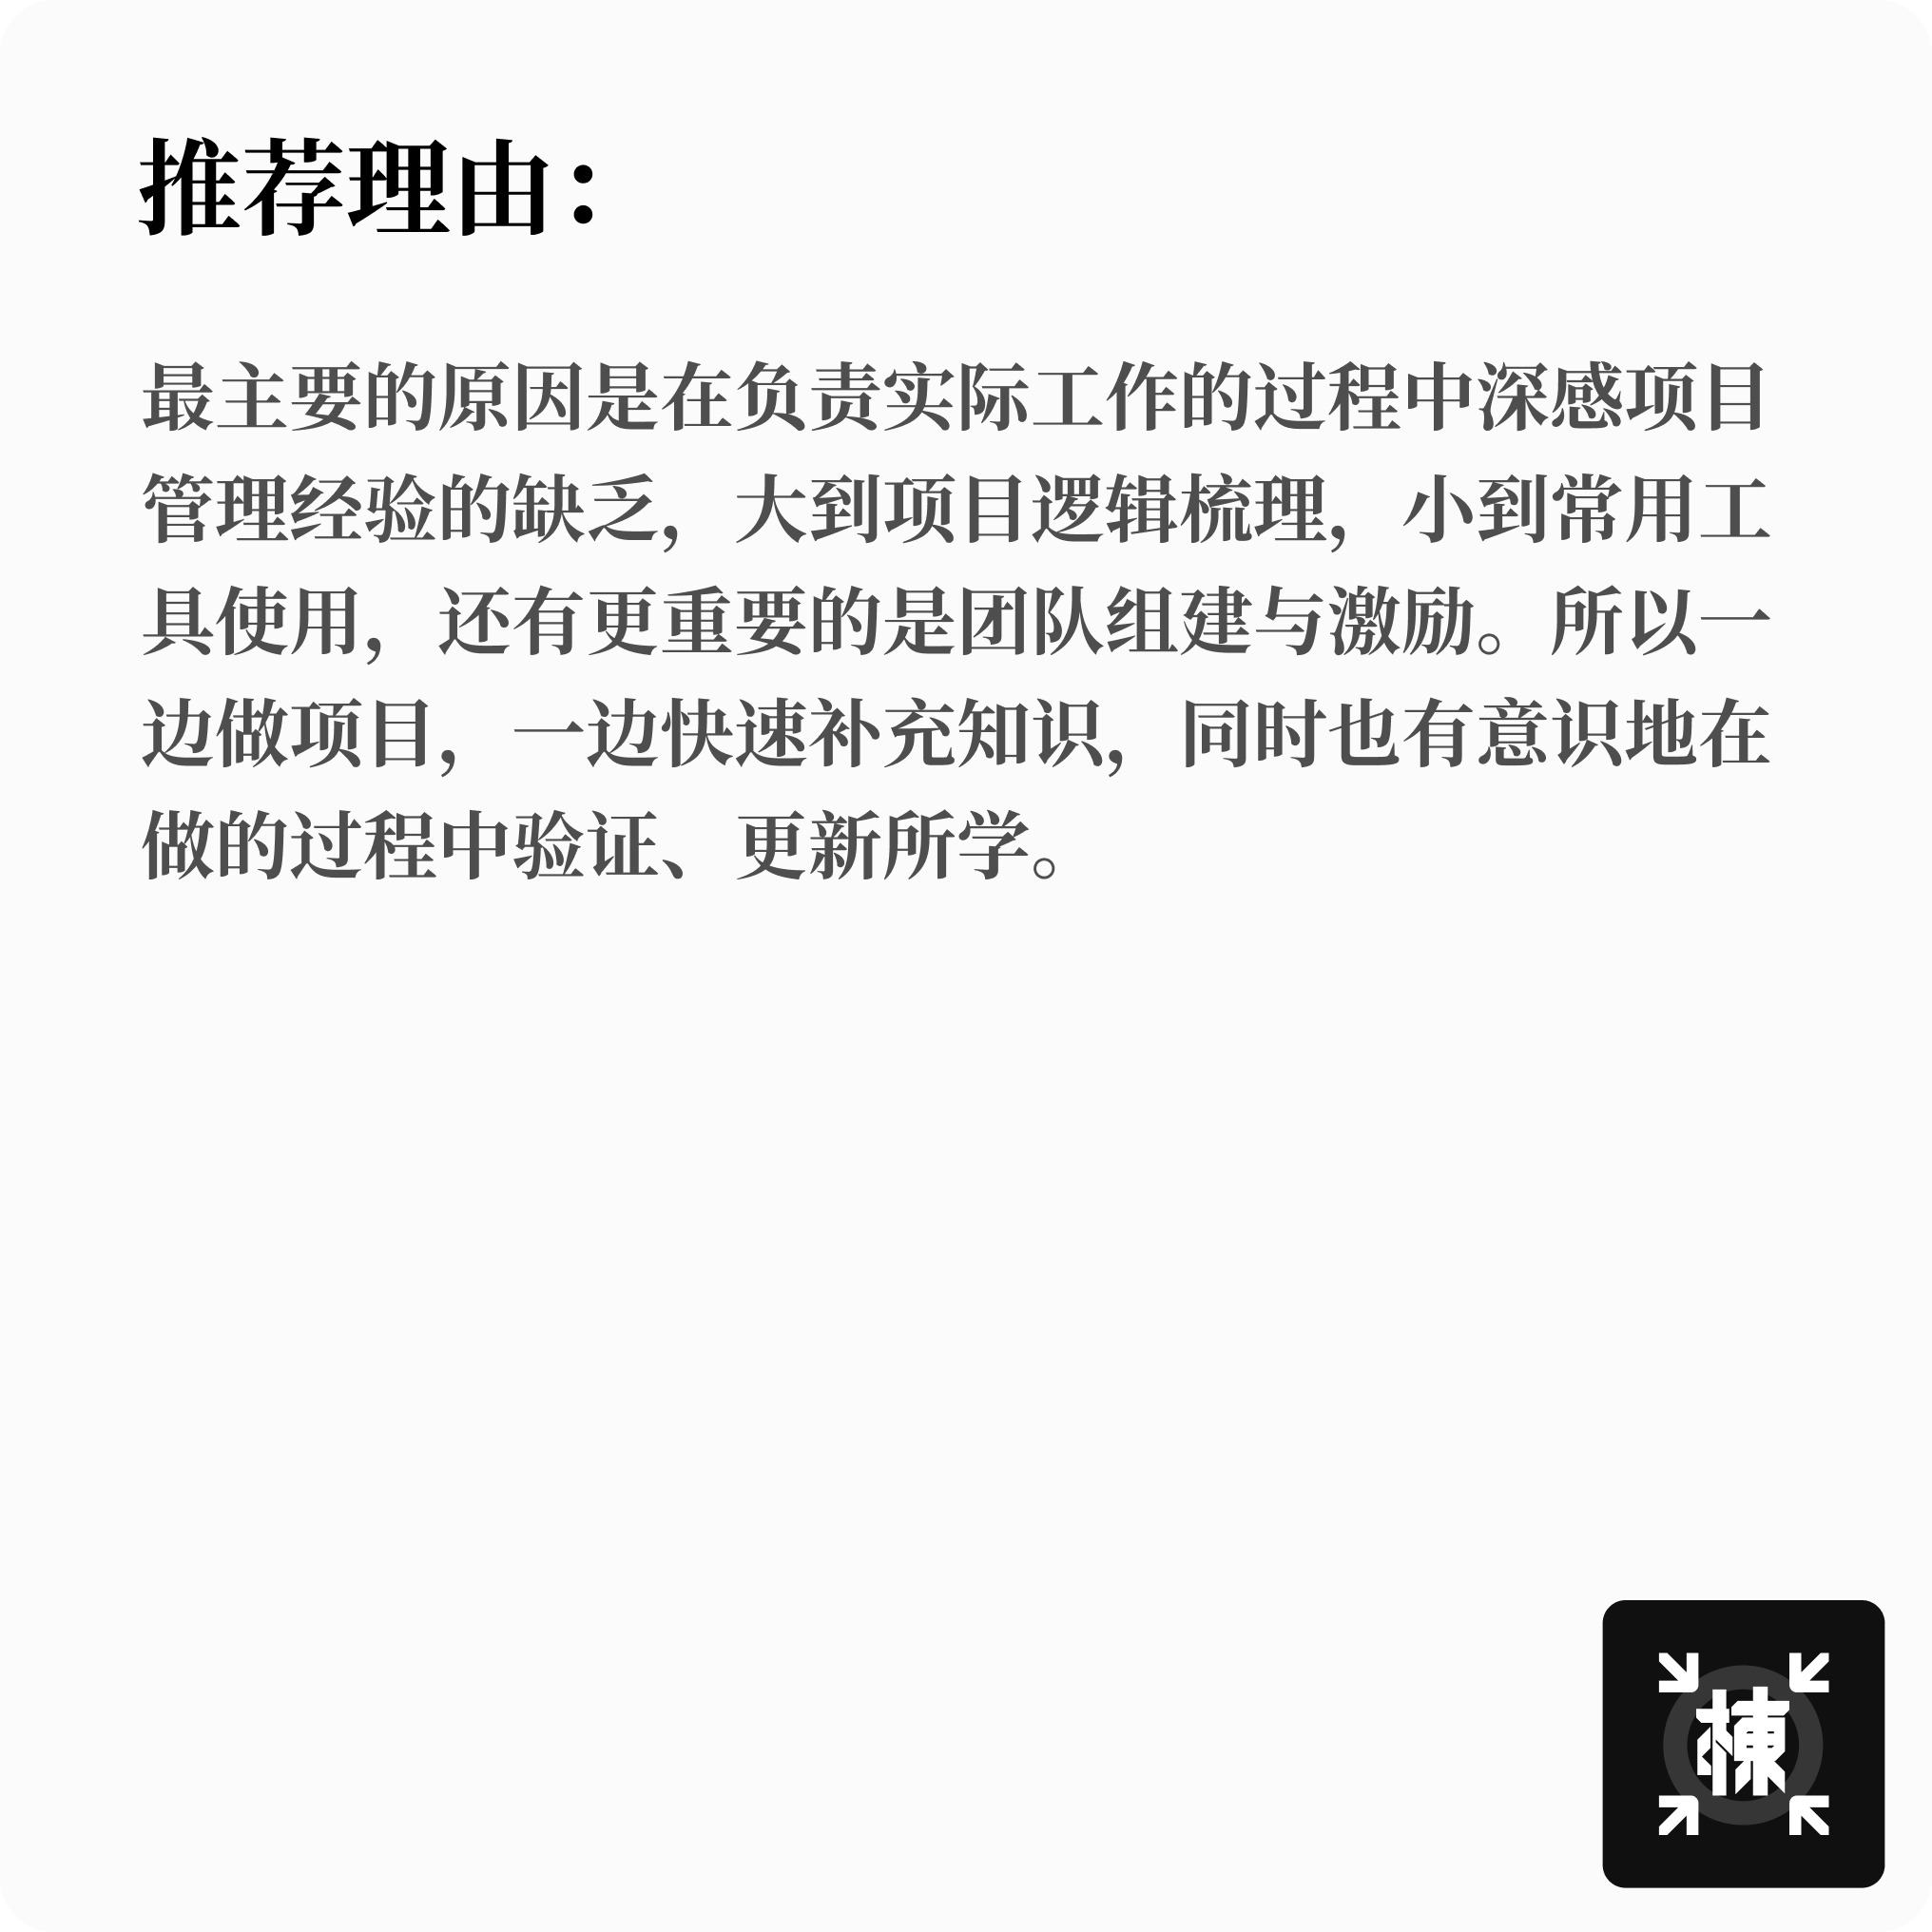 推荐理由：
最主要的原因是在负责实际工作的过程中深感项目
管理经验的缺乏，大到项目逻辑梳理，小到常用工
具使用，还有更重要的是团队组建与激励。所以一
边做项目，一边快速补充知识，同时也有意识地在
做的过程中验证、更新所学。
棟